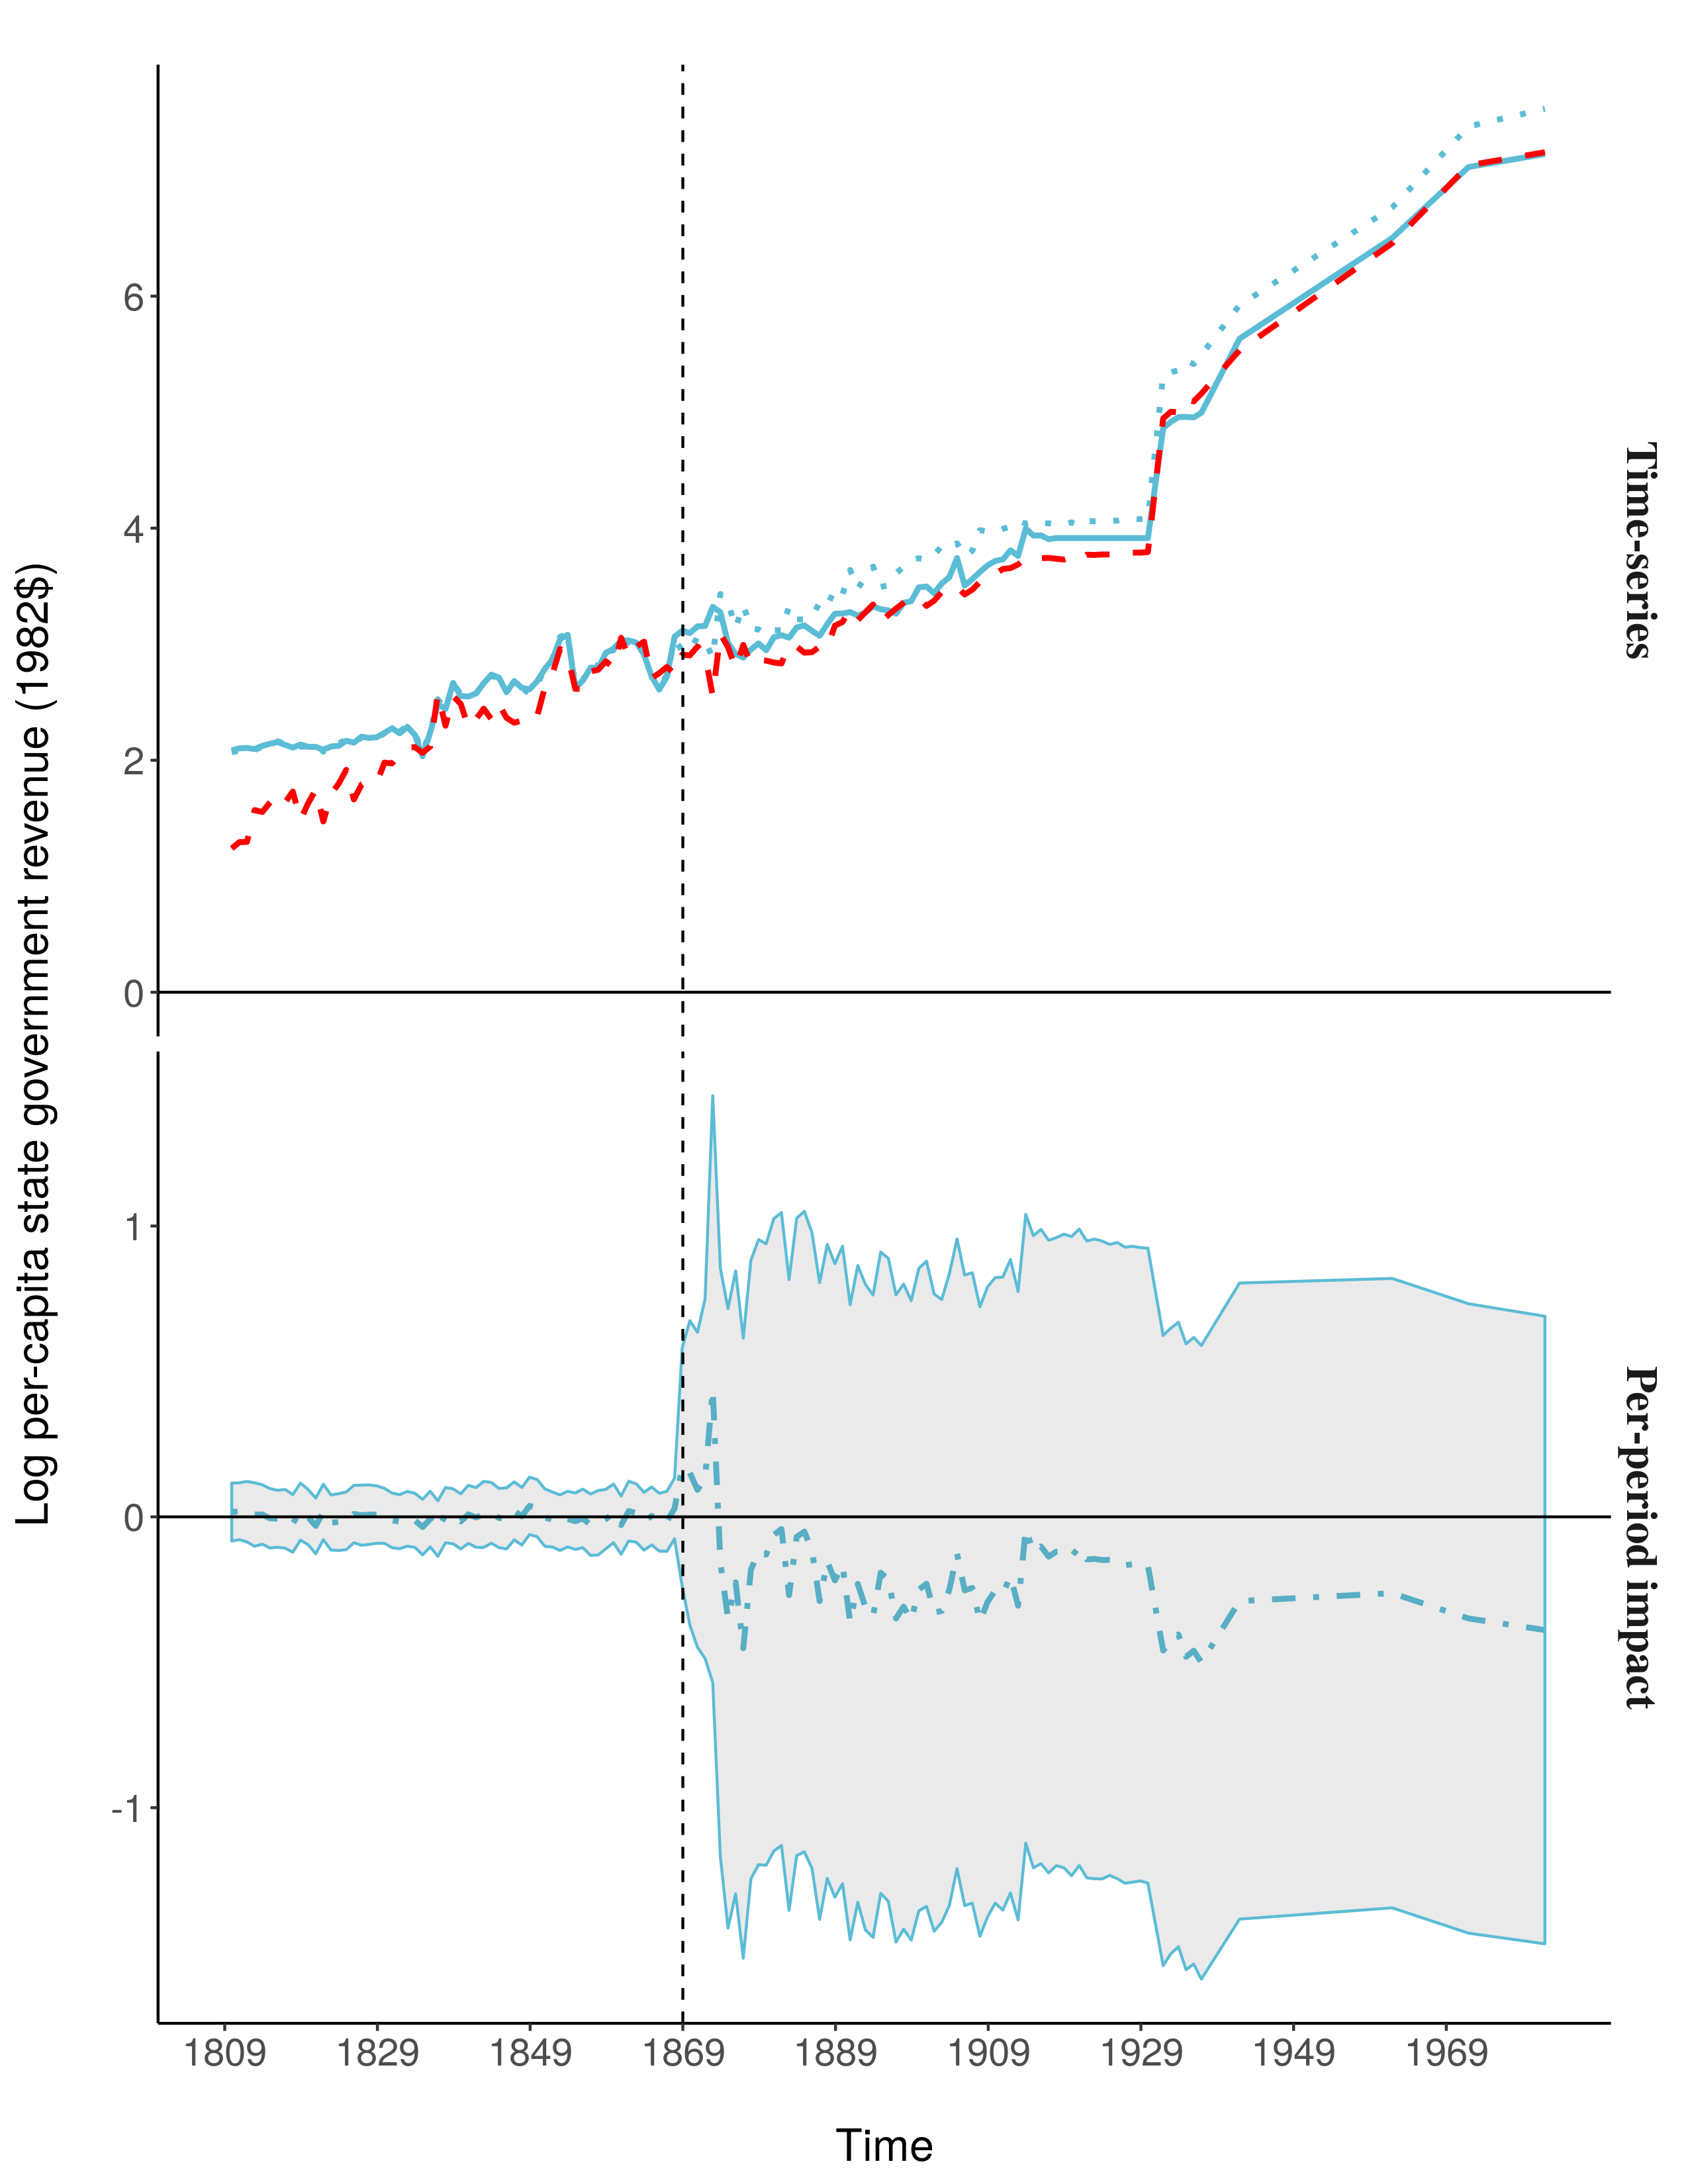 Log per-capita state government revenue (1982$)
6
4
2
0
Time-series
1
0
-1
Per-period impact
1809 1829 1849 1869 1889 1909 1929 1949 1969
Time